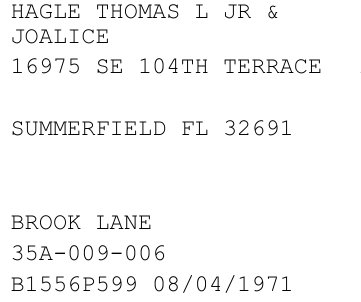 HAGLE THOMAS L JR &
JOALICE
16975 SE 104TH TERRACE
SUMMERFIELD FL 32691
BROOK LANE
35A-009-006
B1556P599 08/04/1971